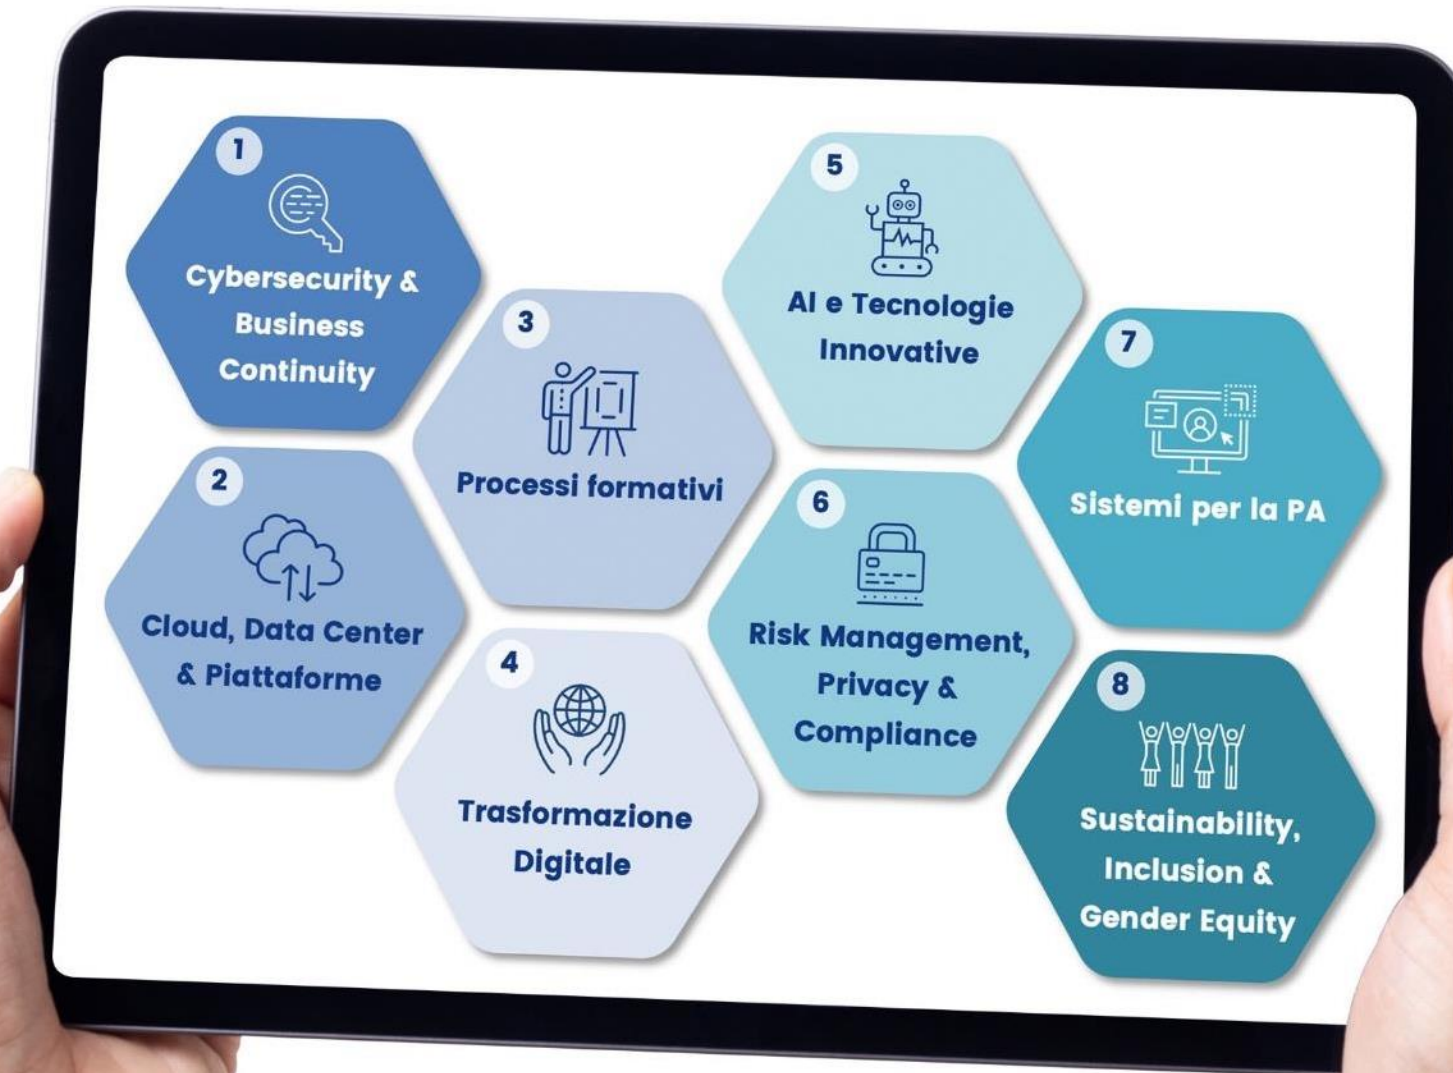 1
Cybersecurity &
Business
Continuity
2
Cloud, Data Center
& Piattaforme
3
Processi formativi
4
Trasformazione
Digitale
5
AI e Tecnologie
Innovative
6
Risk Management,
Privacy &
Compliance
7
Sistemi per la PA
8
Sustainability,
Inclusion &
Gender Equity